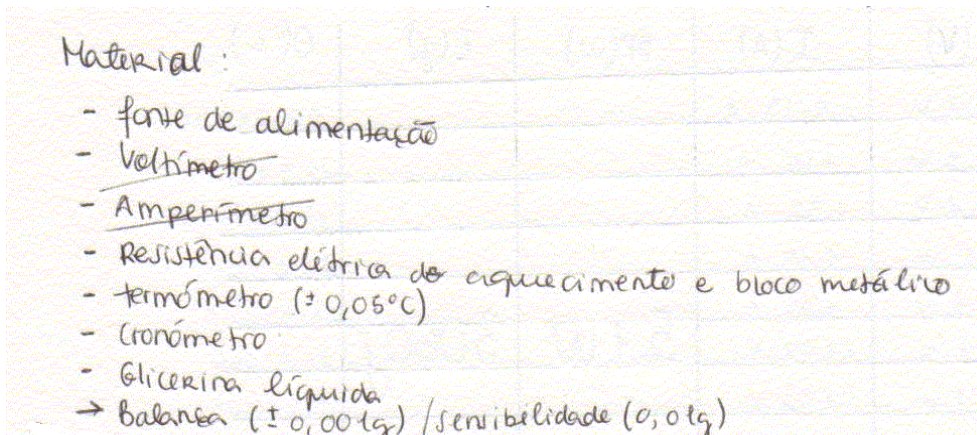 Material :
- fonte de alimentação
- Voltímetro
- Amperímetro
- Resistência elétrica de aquecimento e bloco metálico
- termómetro (± 0,05°C)
- Cronómetro
- Glicerina líquida
→ Balansa (± 0,001g) / sensibilidade (0,01g)